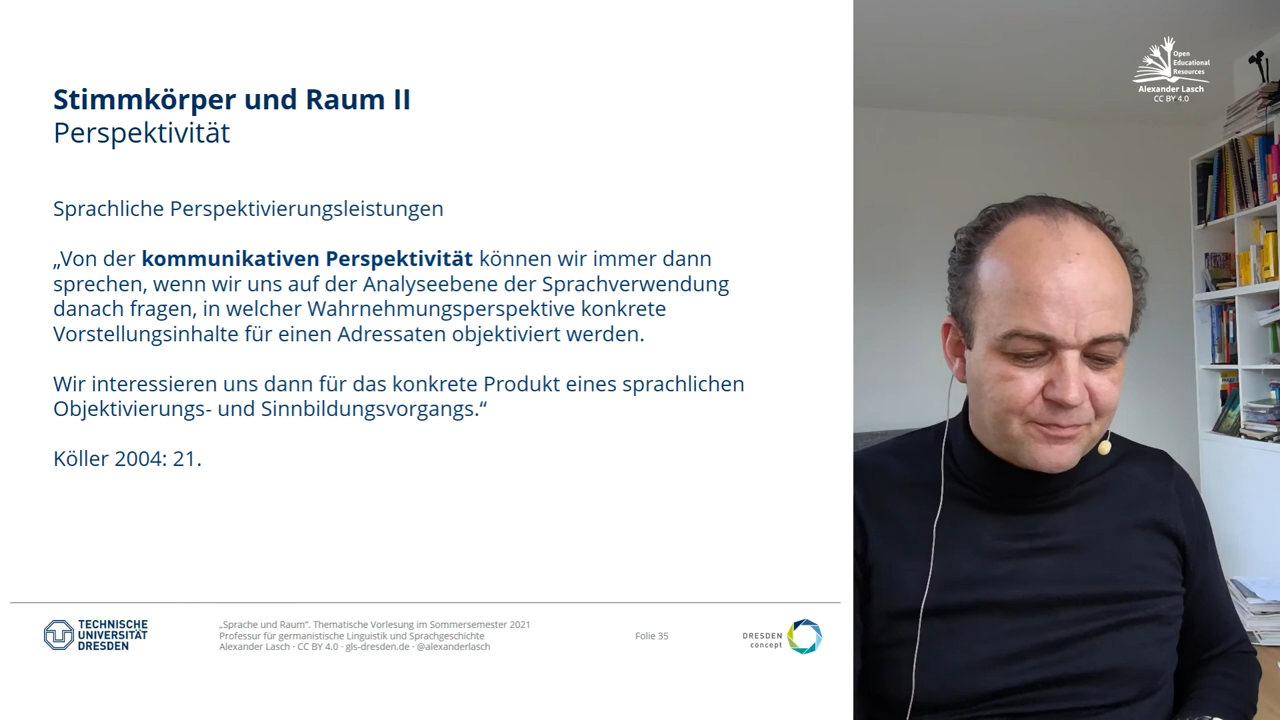 Stimmkörper und Raum II
Perspektivität
Sprachliche Perspektivierungsleistungen
„Von der kommunikativen Perspektivität können wir immer dann
sprechen, wenn wir uns auf der Analyseebene der Sprachverwendung
danach fragen, in welcher Wahrnehmungsperspektive konkrete
Vorstellungsinhalte für einen Adressaten objektiviert werden.
Wir interessieren uns dann für das konkrete Produkt eines sprachlichen
Objektivierungs- und Sinnbildungsvorgangs.“
Köller 2004: 21.
TECHNISCHE
UNIVERSITÄT
DRESDEN
„Sprache und Raum“. Thematische Vorlesung im Sommersemester 2021
Professur für germanistische Linguistik und Sprachgeschichte
Alexander Lasch · CC BY 4.0 · gls-dresden.de · @alexanderlasch
Folie 35
DRESDEN
concept
Open
Educational
Resources
Alexander Lasch
CC BY 4.0